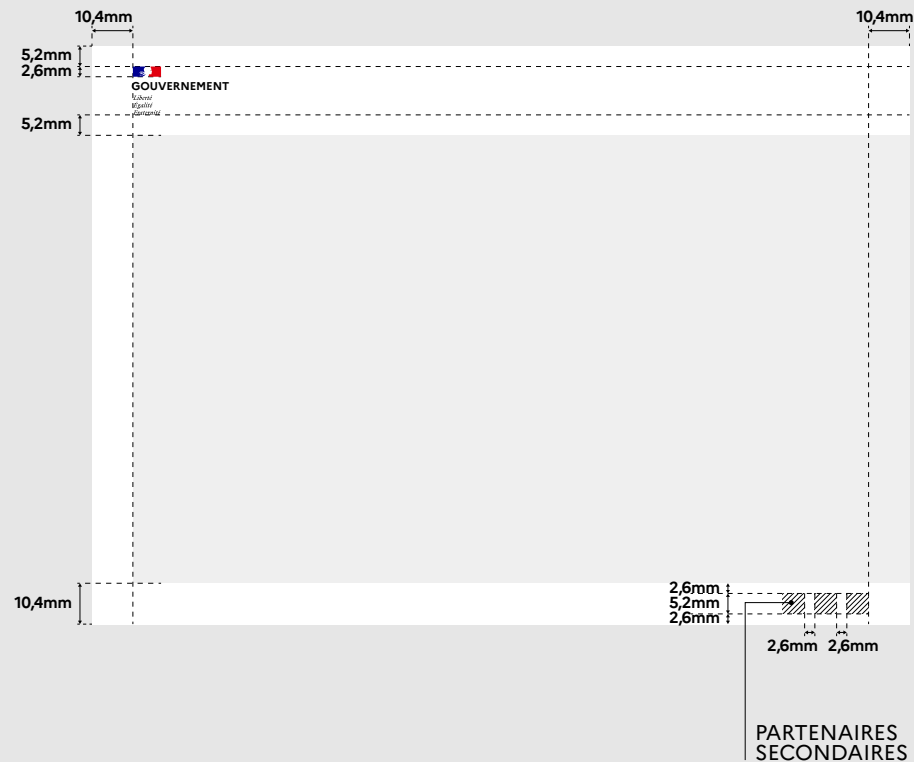 10,4mm 10,4mm
5,2mm
2,6mm
GOUVERNEMENT
Liberté
Égalité
Fraternité
5,2mm
10,4mm
2,6mm
5,2mm
2,6mm
2,6mm 2,6mm
PARTENAIRES
SECONDAIRES